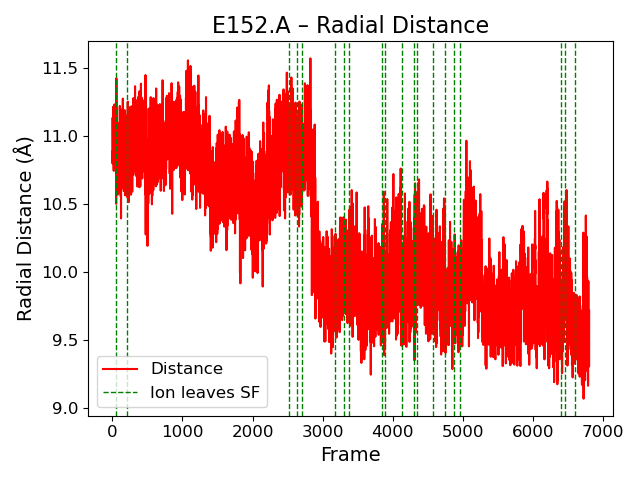 E152.A – Radial Distance
Radial Distance (Å)
11.5
11.0
10.5
10.0
9.5
9.0
Distance
Ion leaves SF
0 1000 2000 3000 4000 5000 6000 7000
Frame